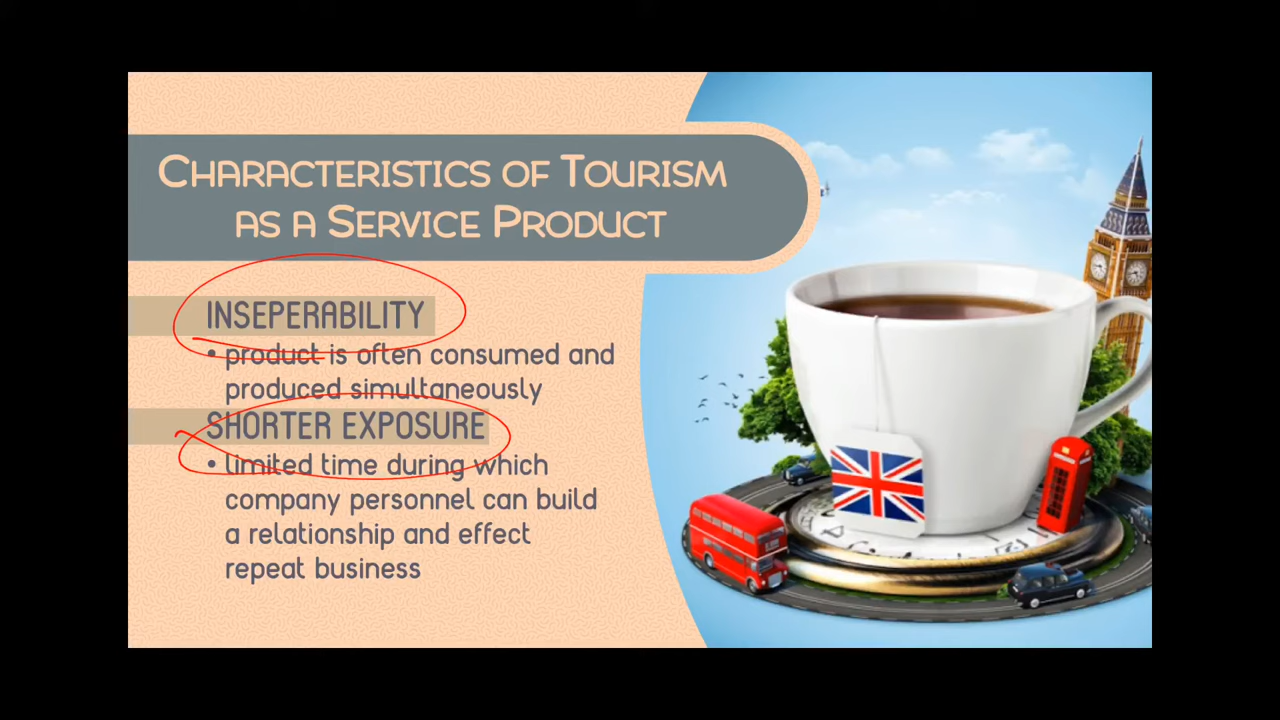 CHARACTERISTICS OF TOURISM
AS A SERVICE PRODUCT
INSEPERABILITY
• product is often consumed and
produced simultaneously
SHORTER EXPOSURE
• limited time during which
company personnel can build
a relationship and effect
repeat business